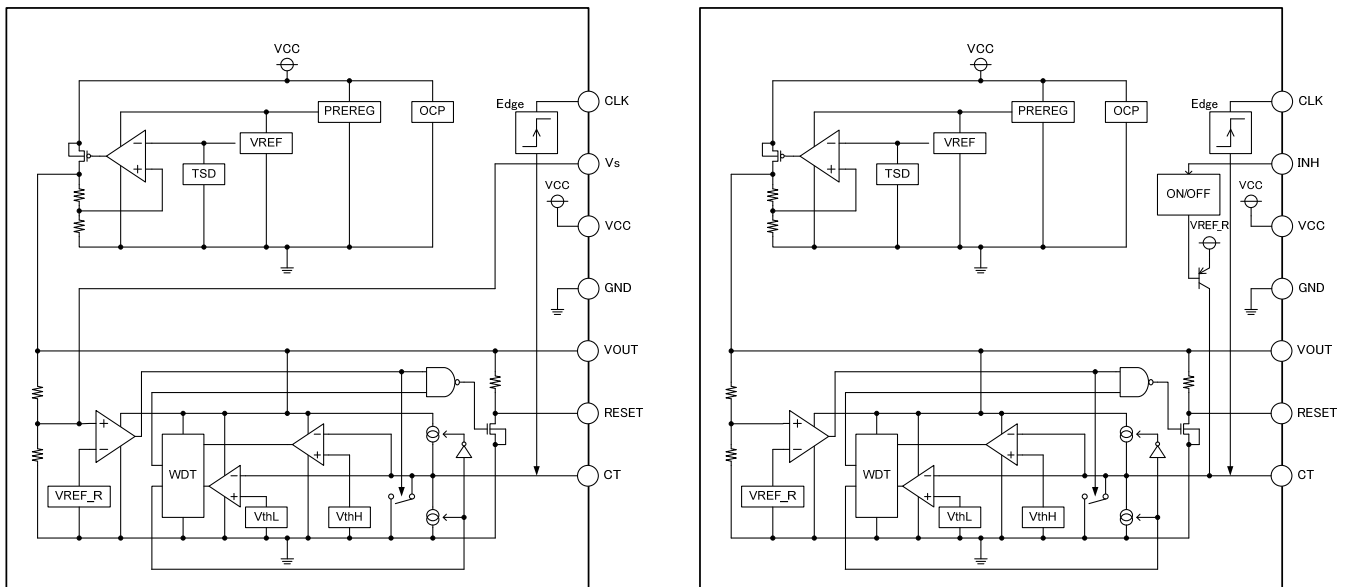 VCC
CLK
Edge
PREREG
OCP
VREF
TSD
−
+
Vs
VCC
VCC
GND
VOUT
RESET
+
−
−
+
WDT
−
+
CT
VREF_R
VthL
VthH
VCC
CLK
Edge
PREREG
OCP
VREF
TSD
−
+
INH
ON/OFF
VCC
VCC
VREF_R
GND
VOUT
RESET
+
−
−
+
WDT
−
+
CT
VREF_R
VthL
VthH